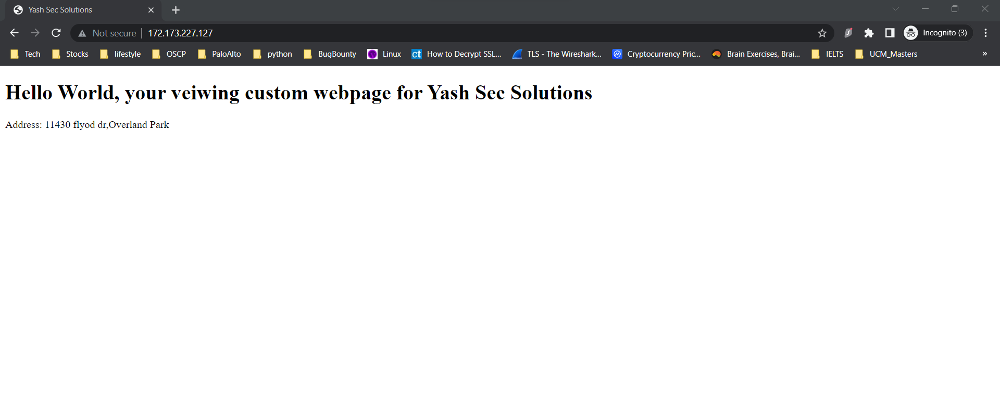 Yash Sec Solutions
Not secure | 172.173.227.127 Incognito (3)
Tech Stocks lifestyle OSCP PaloAlto python BugBounty Linux ct How to Decrypt SSL... TLS - The Wireshark... Cryptocurrency Pric... Brain Exercises, Brai... IELTS UCM_Masters »
Hello World, your veiwing custom webpage for Yash Sec Solutions
Address: 11430 flyod dr,Overland Park